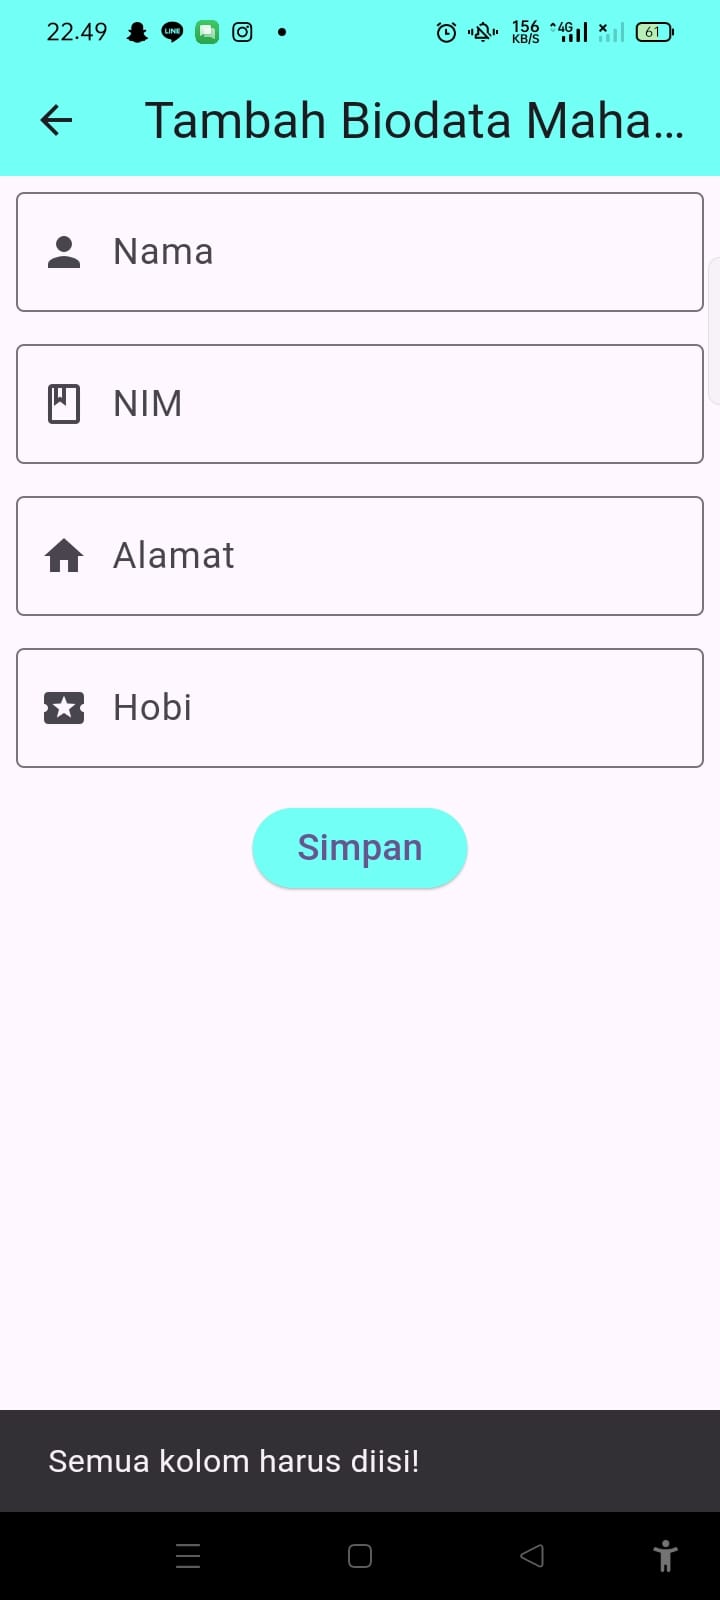 22.49
LINE
156
KB/S
4G
61
Tambah Biodata Maha...
Nama
NIM
Alamat
Hobi
Simpan
Semua kolom harus diisi!